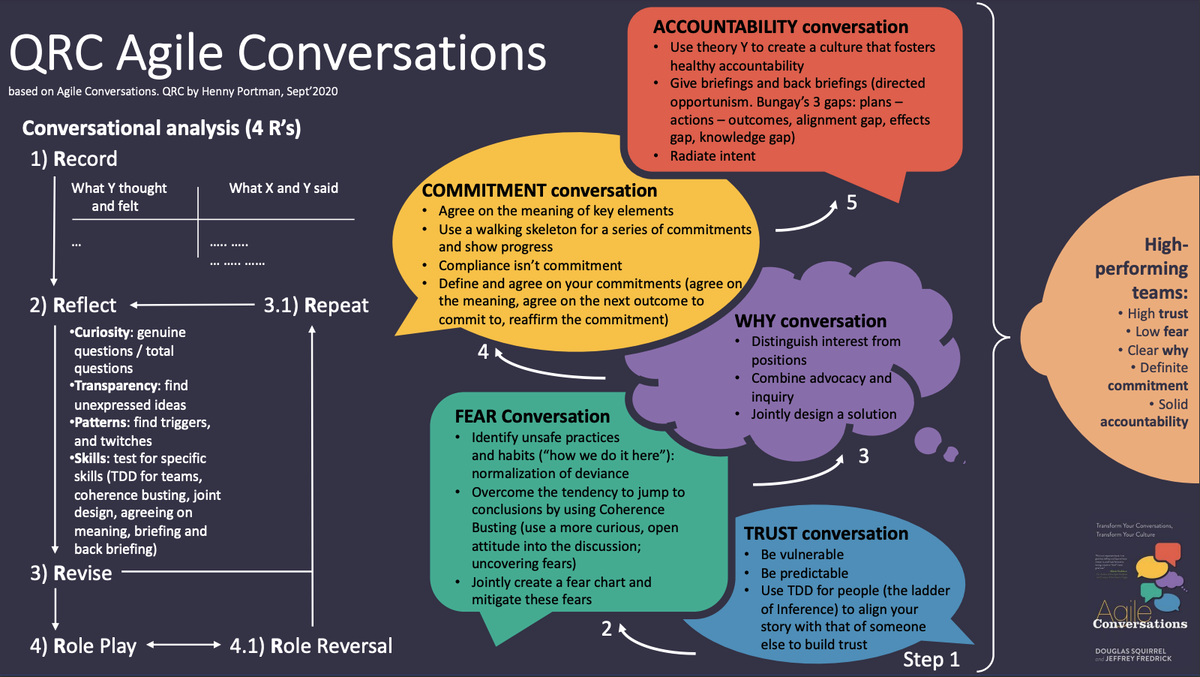 QRC Agile Conversations
based on Agile Conversations. QRC by Henny Portman, Sept'2020
Conversational analysis (4 R's)
1) Record
What Y thought
and felt
What X and Y said
...
..... .....
... ..... ......
2) Reflect
3.1) Repeat
•Curiosity: genuine
questions / total
questions
•Transparency: find
unexpressed ideas
•Patterns: find triggers,
and twitches
•Skills: test for specific
skills (TDD for teams,
coherence busting, joint
design, agreeing on
meaning, briefing and
back briefing)
3) Revise
4) Role Play
4.1) Role Reversal
ACCOUNTABILITY conversation
• Use theory Y to create a culture that fosters
healthy accountability
• Give briefings and back briefings (directed
opportunism. Bungay's 3 gaps: plans –
actions – outcomes, alignment gap, effects
gap, knowledge gap)
• Radiate intent
5
COMMITMENT conversation
• Agree on the meaning of key elements
• Use a walking skeleton for a series of commitments
and show progress
• Compliance isn't commitment
• Define and agree on your commitments (agree on
the meaning, agree on the next outcome to
commit to, reaffirm the commitment)
4
WHY conversation
• Distinguish interest from
positions
• Combine advocacy and
inquiry
• Jointly design a solution
3
FEAR Conversation
• Identify unsafe practices
and habits ("how we do it here"):
normalization of deviance
• Overcome the tendency to jump to
conclusions by using Coherence
Busting (use a more curious, open
attitude into the discussion;
uncovering fears)
• Jointly create a fear chart and
mitigate these fears
2
TRUST conversation
• Be vulnerable
• Be predictable
• Use TDD for people (the ladder
of Inference) to align your
story with that of someone
else to build trust
Step 1
High-
performing
teams:
• High trust
• Low fear
• Clear why
• Definite
commitment
• Solid
accountability
Transform Your Conversations,
Transform Your Culture
Agile
Conversations
DOUGLAS SQUIRREL
and JEFFREY FREDRICK